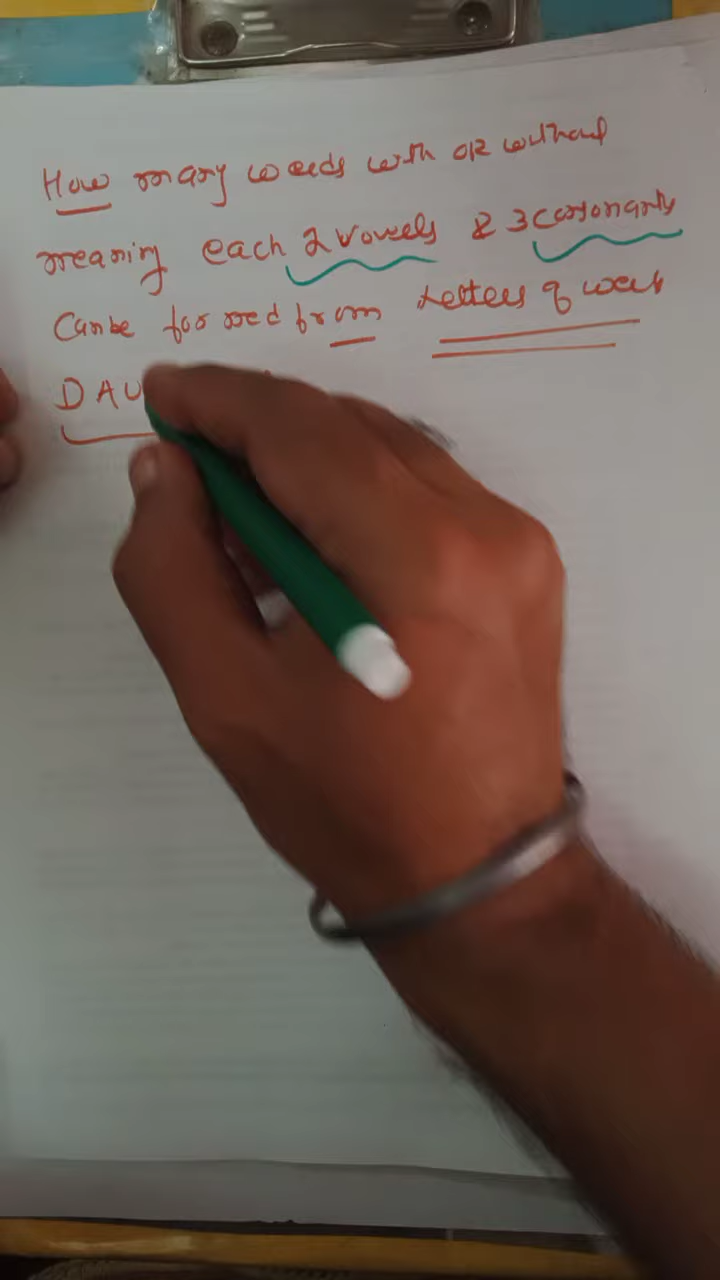 How many words with or without
meaning each 2 vowels & 3 consonants
Can be formed from Letters of word
DAU